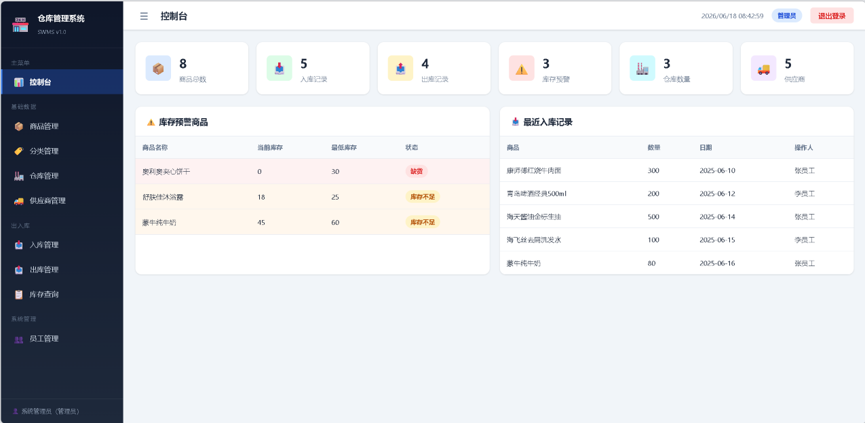 仓库管理系统
SWMS v1.0
主菜单
控制台
基础数据
商品管理
分类管理
仓库管理
供应商管理
出入库
入库管理
出库管理
库存查询
系统管理
员工管理
系统管理员（管理员）
☰ 控制台
2026/06/18 08:42:59 管理员 退出登录
8
商品总数
5
入库记录
4
出库记录
3
库存预警
3
仓库数量
5
供应商
库存预警商品
商品名称 当前库存 最低库存 状态
奥利奥夹心饼干 0 30 缺货
舒肤佳沐浴露 18 25 库存不足
蒙牛纯牛奶 45 60 库存不足
最近入库记录
商品 数量 日期 操作人
康师傅红烧牛肉面 300 2025-06-10 张员工
青岛啤酒经典500ml 200 2025-06-12 李员工
海天酱油金标生抽 500 2025-06-14 张员工
海飞丝去屑洗发水 100 2025-06-15 李员工
蒙牛纯牛奶 80 2025-06-16 张员工